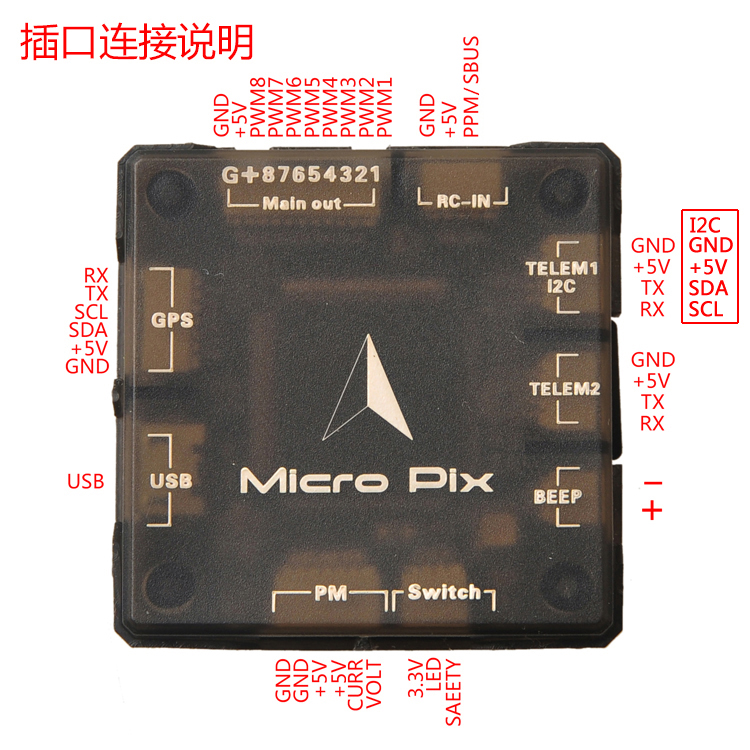 插口连接说明
GND
+5V
PWM8
PWM7
PWM6
PWM5
PWM4
PWM3
PWM2
PWM1
GND
+5V
PPM/SBUS
G+87654321
Main out
RC-IN
RX
TX
SCL
SDA
+5V
GND
GPS
TELEM1
I2C
GND
+5V
TX
RX
I2C
GND
+5V
SDA
SCL
TELEM2
GND
+5V
TX
RX
USB
USB
Micro Pix
BEEP
−
+
PM
Switch
GND
GND
+5V
+5V
CURR
VOLT
3.3V
LED
SAEETY